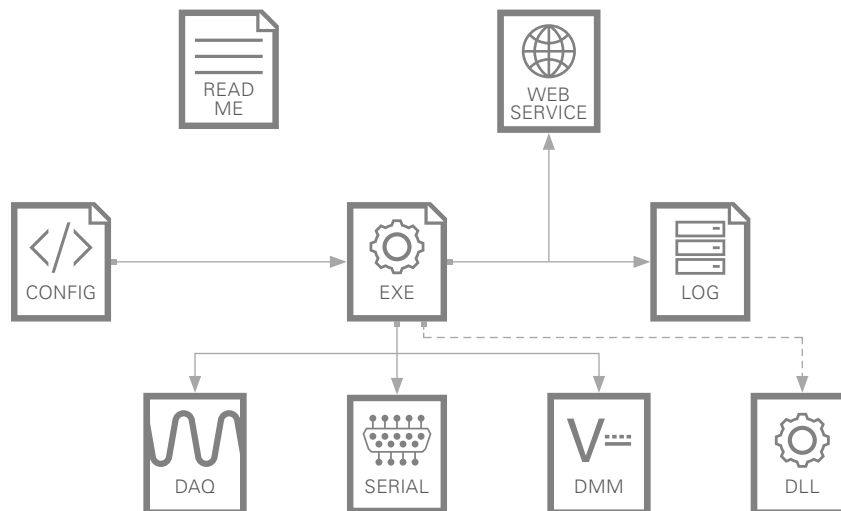 READ
ME
WEB
SERVICE
CONFIG
EXE
LOG
DAQ
SERIAL
V
DMM
DLL